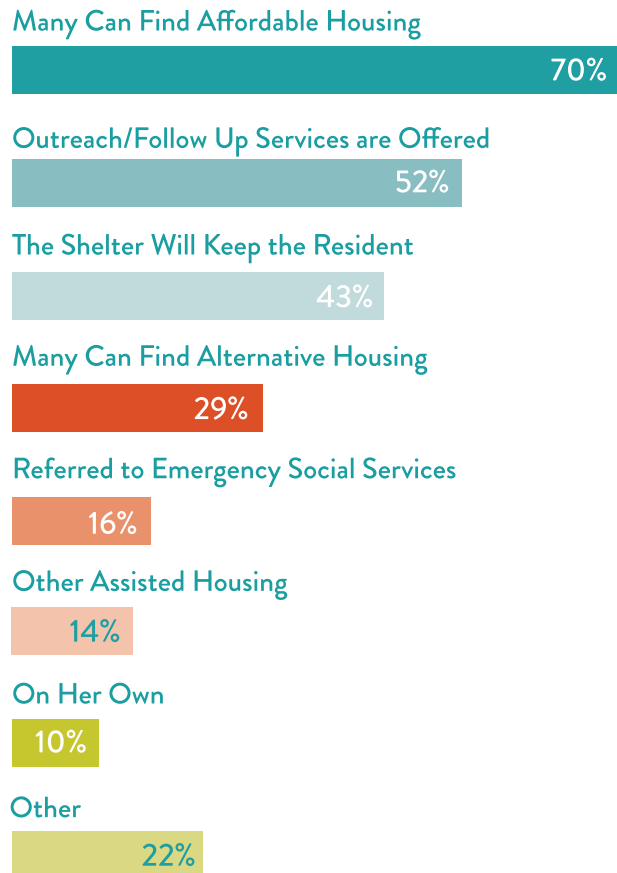 Many Can Find Affordable Housing
70%
Outreach/Follow Up Services are Offered
52%
The Shelter Will Keep the Resident
43%
Many Can Find Alternative Housing
29%
Referred to Emergency Social Services
16%
Other Assisted Housing
14%
On Her Own
10%
Other
22%